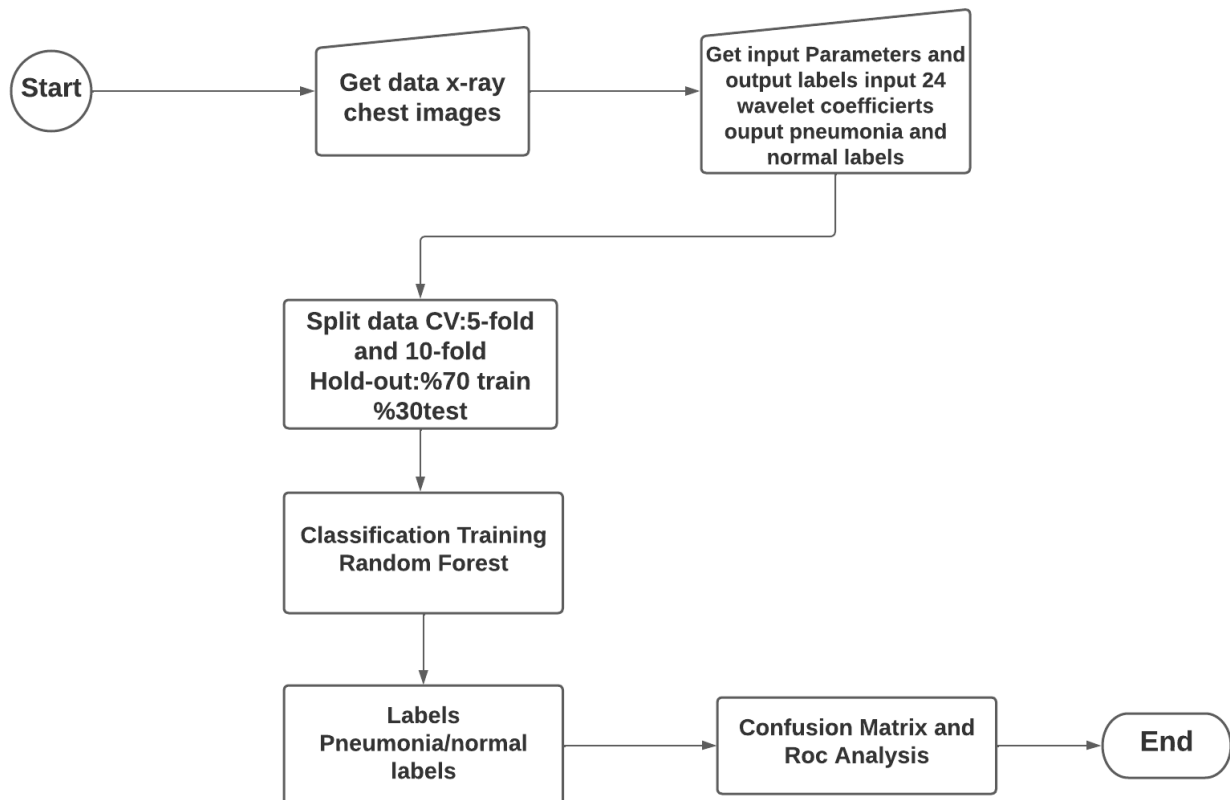 Start
Get data x-ray
chest images
Get input Parameters and
output labels input 24
wavelet coefficierts
ouput pneumonia and
normal labels
Split data CV:5-fold
and 10-fold
Hold-out:%70 train
%30test
Classification Training
Random Forest
Labels
Pneumonia/normal
labels
Confusion Matrix and
Roc Analysis
End